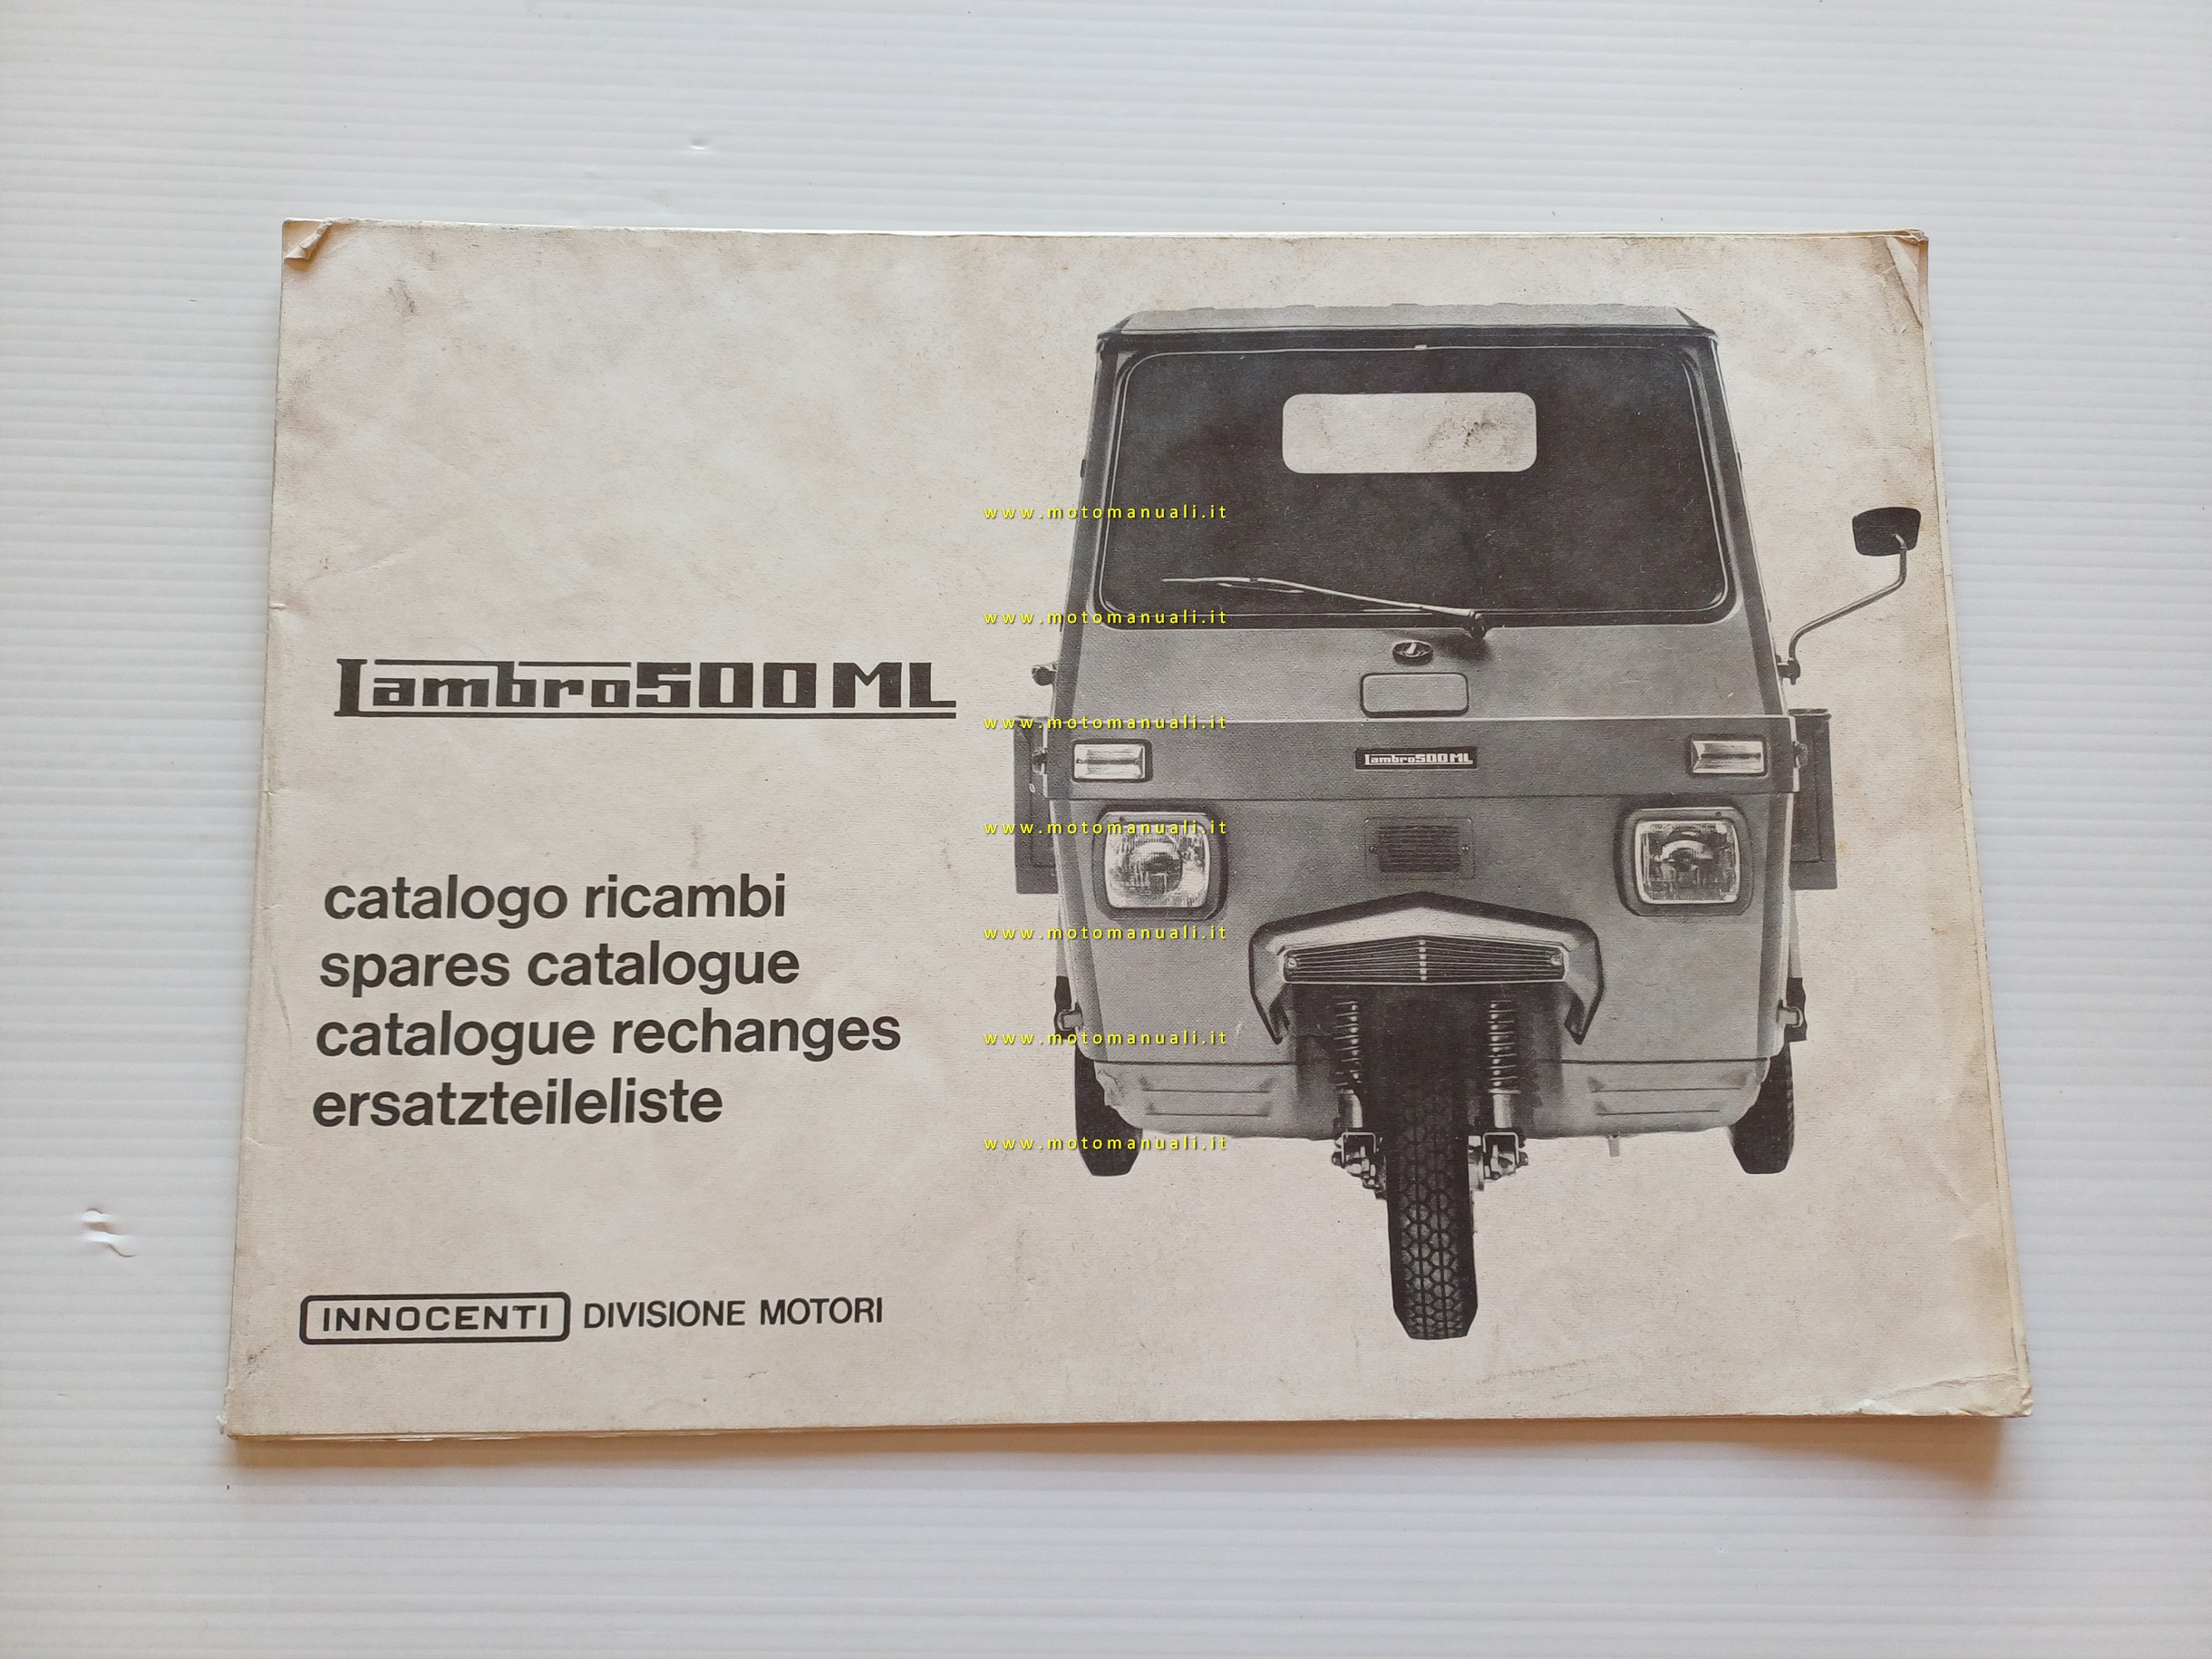 www.motomanuali.it
www.motomanuali.it
Lambro500ML
www.motomanuali.it
Lambro500ML
www.motomanuali.it
catalogo ricambi
spares catalogue
catalogue rechanges
ersatzteileliste
www.motomanuali.it
www.motomanuali.it
www.motomanuali.it
INNOCENTI DIVISIONE MOTORI